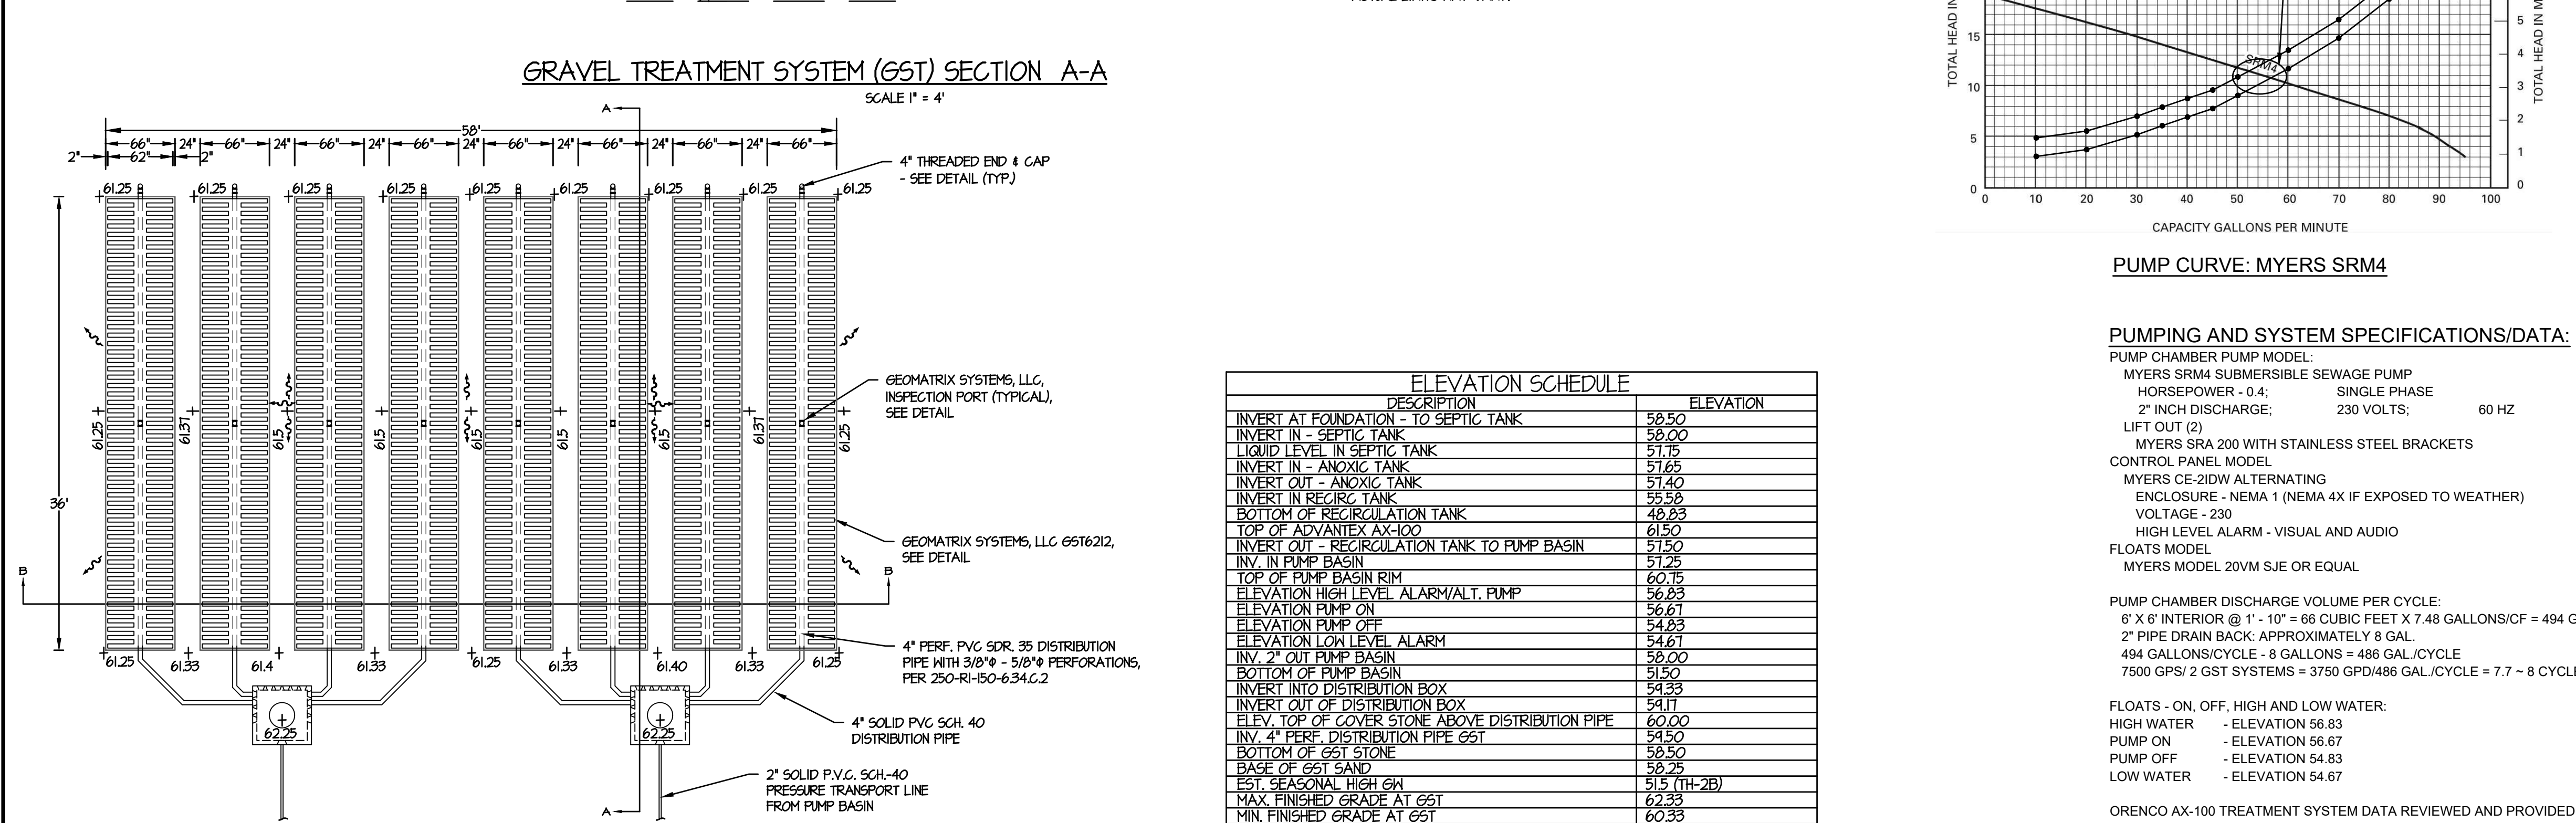 GRAVEL TREATMENT SYSTEM (GST) SECTION A-A
SCALE 1" = 4'
A
58'
66" 24" 66" 24" 66" 24" 66" 24" 66" 24" 66" 24" 66" 24" 66"
2" 62" 2"
4" THREADED END & CAP
- SEE DETAIL (TYP.)
61.25 61.25 61.25 61.25 61.25 61.25 61.25 61.25 61.25
GEOMATRIX SYSTEMS, LLC,
INSPECTION PORT (TYPICAL),
SEE DETAIL
61.25 61.37 61.5 61.5 61.5 61.5 61.5 61.37 61.25
36'
GEOMATRIX SYSTEMS, LLC GST6212,
SEE DETAIL
B B
4" PERF. PVC SDR. 35 DISTRIBUTION
PIPE WITH 3/8"Φ - 5/8"Φ PERFORATIONS,
PER 250-RI-150-6.34.C.2
61.25 61.33 61.4 61.33 61.25 61.33 61.40 61.33 61.25
4" SOLID PVC SCH. 40
DISTRIBUTION PIPE
62.25 62.25
2" SOLID P.V.C. SCH.-40
PRESSURE TRANSPORT LINE
FROM PUMP BASIN
A
ELEVATION SCHEDULE
DESCRIPTION ELEVATION
INVERT AT FOUNDATION - TO SEPTIC TANK 58.50
INVERT IN - SEPTIC TANK 58.00
LIQUID LEVEL IN SEPTIC TANK 57.75
INVERT IN - ANOXIC TANK 57.65
INVERT OUT - ANOXIC TANK 57.40
INVERT IN RECIRC TANK 55.58
BOTTOM OF RECIRCULATION TANK 48.83
TOP OF ADVANTEX AX-100 61.50
INVERT OUT - RECIRCULATION TANK TO PUMP BASIN 57.50
INV. IN PUMP BASIN 57.25
TOP OF PUMP BASIN RIM 60.75
ELEVATION HIGH LEVEL ALARM/ALT. PUMP 56.83
ELEVATION PUMP ON 56.67
ELEVATION PUMP OFF 54.83
ELEVATION LOW LEVEL ALARM 54.67
INV. 2" OUT PUMP BASIN 58.00
BOTTOM OF PUMP BASIN 51.50
INVERT INTO DISTRIBUTION BOX 59.33
INVERT OUT OF DISTRIBUTION BOX 59.17
ELEV. TOP OF COVER STONE ABOVE DISTRIBUTION PIPE 60.00
INV. 4" PERF. DISTRIBUTION PIPE GST 59.50
BOTTOM OF GST STONE 58.50
BASE OF GST SAND 58.25
EST. SEASONAL HIGH GW 51.5 (TH-2B)
MAX. FINISHED GRADE AT GST 62.33
MIN. FINISHED GRADE AT GST 60.33
TOTAL HEAD IN
15
10
5
0
SRM4
5
4
3
2
1
0
TOTAL HEAD IN M
0 10 20 30 40 50 60 70 80 90 100
CAPACITY GALLONS PER MINUTE
PUMP CURVE: MYERS SRM4
PUMPING AND SYSTEM SPECIFICATIONS/DATA:
PUMP CHAMBER PUMP MODEL:
MYERS SRM4 SUBMERSIBLE SEWAGE PUMP
HORSEPOWER - 0.4; SINGLE PHASE
2" INCH DISCHARGE; 230 VOLTS; 60 HZ
LIFT OUT (2)
MYERS SRA 200 WITH STAINLESS STEEL BRACKETS
CONTROL PANEL MODEL
MYERS CE-2IDW ALTERNATING
ENCLOSURE - NEMA 1 (NEMA 4X IF EXPOSED TO WEATHER)
VOLTAGE - 230
HIGH LEVEL ALARM - VISUAL AND AUDIO
FLOATS MODEL
MYERS MODEL 20VM SJE OR EQUAL
PUMP CHAMBER DISCHARGE VOLUME PER CYCLE:
6' X 6' INTERIOR @ 1' - 10" = 66 CUBIC FEET X 7.48 GALLONS/CF = 494 G
2" PIPE DRAIN BACK: APPROXIMATELY 8 GAL.
494 GALLONS/CYCLE - 8 GALLONS = 486 GAL./CYCLE
7500 GPS/ 2 GST SYSTEMS = 3750 GPD/486 GAL./CYCLE = 7.7 ~ 8 CYCLE
FLOATS - ON, OFF, HIGH AND LOW WATER:
HIGH WATER - ELEVATION 56.83
PUMP ON - ELEVATION 56.67
PUMP OFF - ELEVATION 54.83
LOW WATER - ELEVATION 54.67
ORENCO AX-100 TREATMENT SYSTEM DATA REVIEWED AND PROVIDED